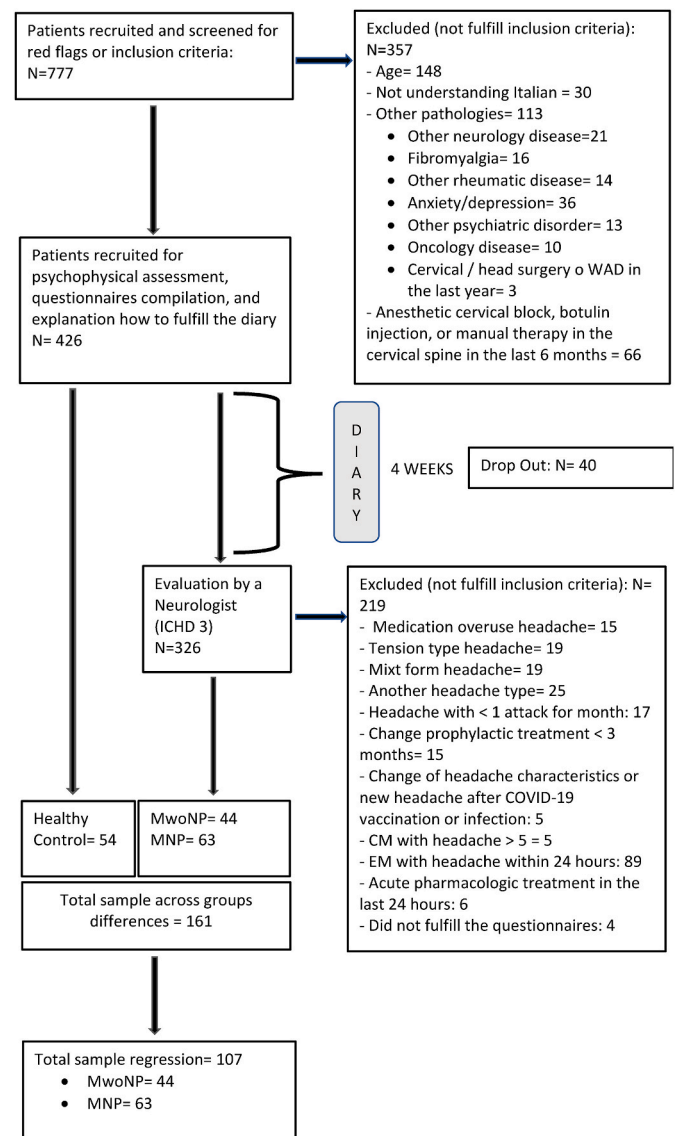 Patients recruited and screened for
red flags or inclusion criteria:
N=777
Excluded (not fulfill inclusion criteria):
N=357
- Age= 148
- Not understanding Italian = 30
- Other pathologies= 113
• Other neurology disease=21
• Fibromyalgia= 16
• Other rheumatic disease= 14
• Anxiety/depression= 36
• Other psychiatric disorder= 13
• Oncology disease= 10
• Cervical / head surgery o WAD in
the last year= 3
- Anesthetic cervical block, botulin
injection, or manual therapy in the
cervical spine in the last 6 months = 66
Patients recruited for
psychophysical assessment,
questionnaires compilation, and
explanation how to fulfill the diary
N= 426
D
I
A
R
Y
4 WEEKS
Drop Out: N= 40
Evaluation by a
Neurologist
(ICHD 3)
N=326
Excluded (not fulfill inclusion criteria): N=
219
- Medication overuse headache= 15
- Tension type headache= 19
- Mixt form headache= 19
- Another headache type= 25
- Headache with < 1 attack for month: 17
- Change prophylactic treatment < 3
months= 15
- Change of headache characteristics or
new headache after COVID-19
vaccination or infection: 5
- CM with headache > 5 = 5
- EM with headache within 24 hours: 89
- Acute pharmacologic treatment in the
last 24 hours: 6
- Did not fulfill the questionnaires: 4
Healthy
Control= 54
MwoNP= 44
MNP= 63
Total sample across groups
differences = 161
Total sample regression= 107
• MwoNP= 44
• MNP= 63